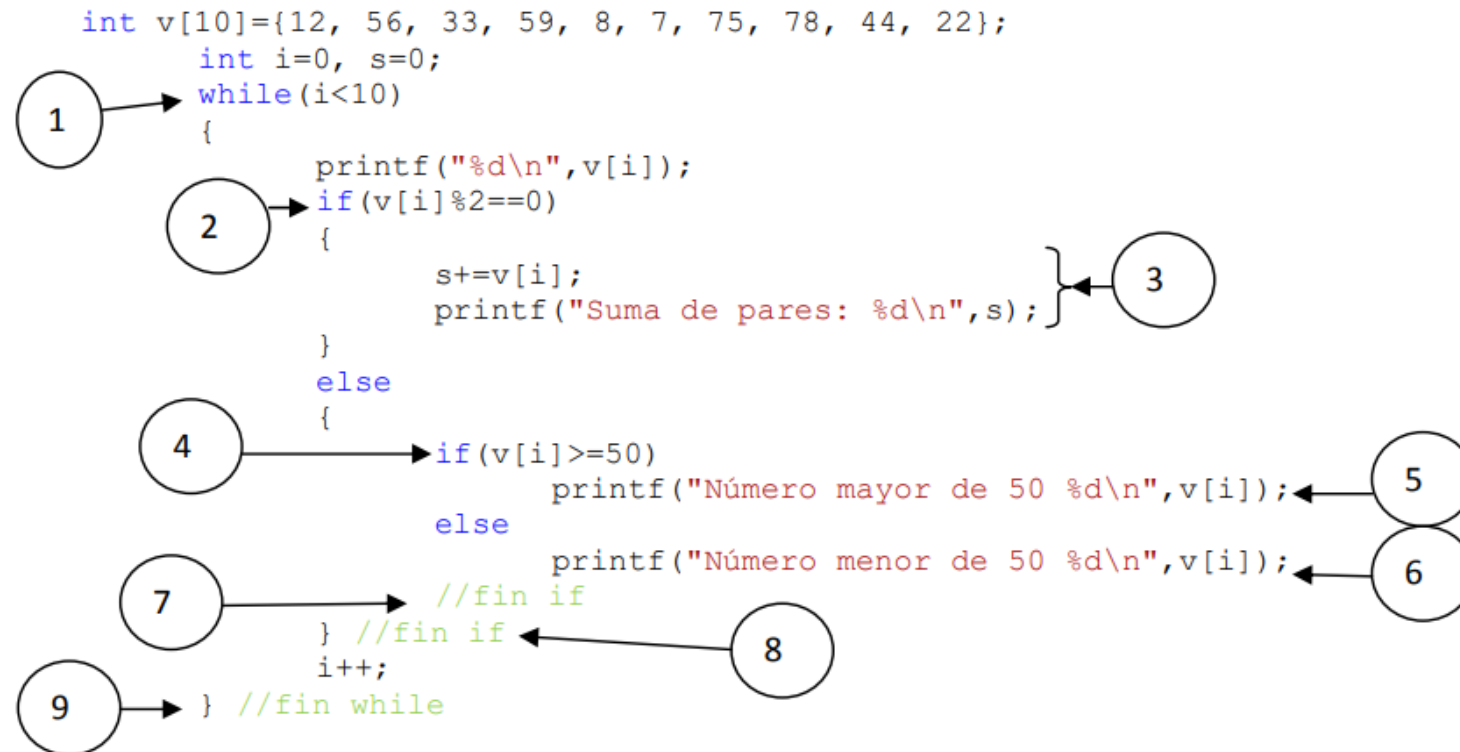 int v[10]={12, 56, 33, 59, 8, 7, 75, 78, 44, 22};
int i=0, s=0;
1 while(i<10)
{
printf("%d\n",v[i]);
2 if(v[i]%2==0)
{
s+=v[i];
3
printf("Suma de pares: %d\n",s);
}
else
{
4 if(v[i]>=50)
printf("Número mayor de 50 %d\n",v[i]); 5
else
printf("Número menor de 50 %d\n",v[i]); 6
7 //fin if
} //fin if 8
i++;
9 } //fin while